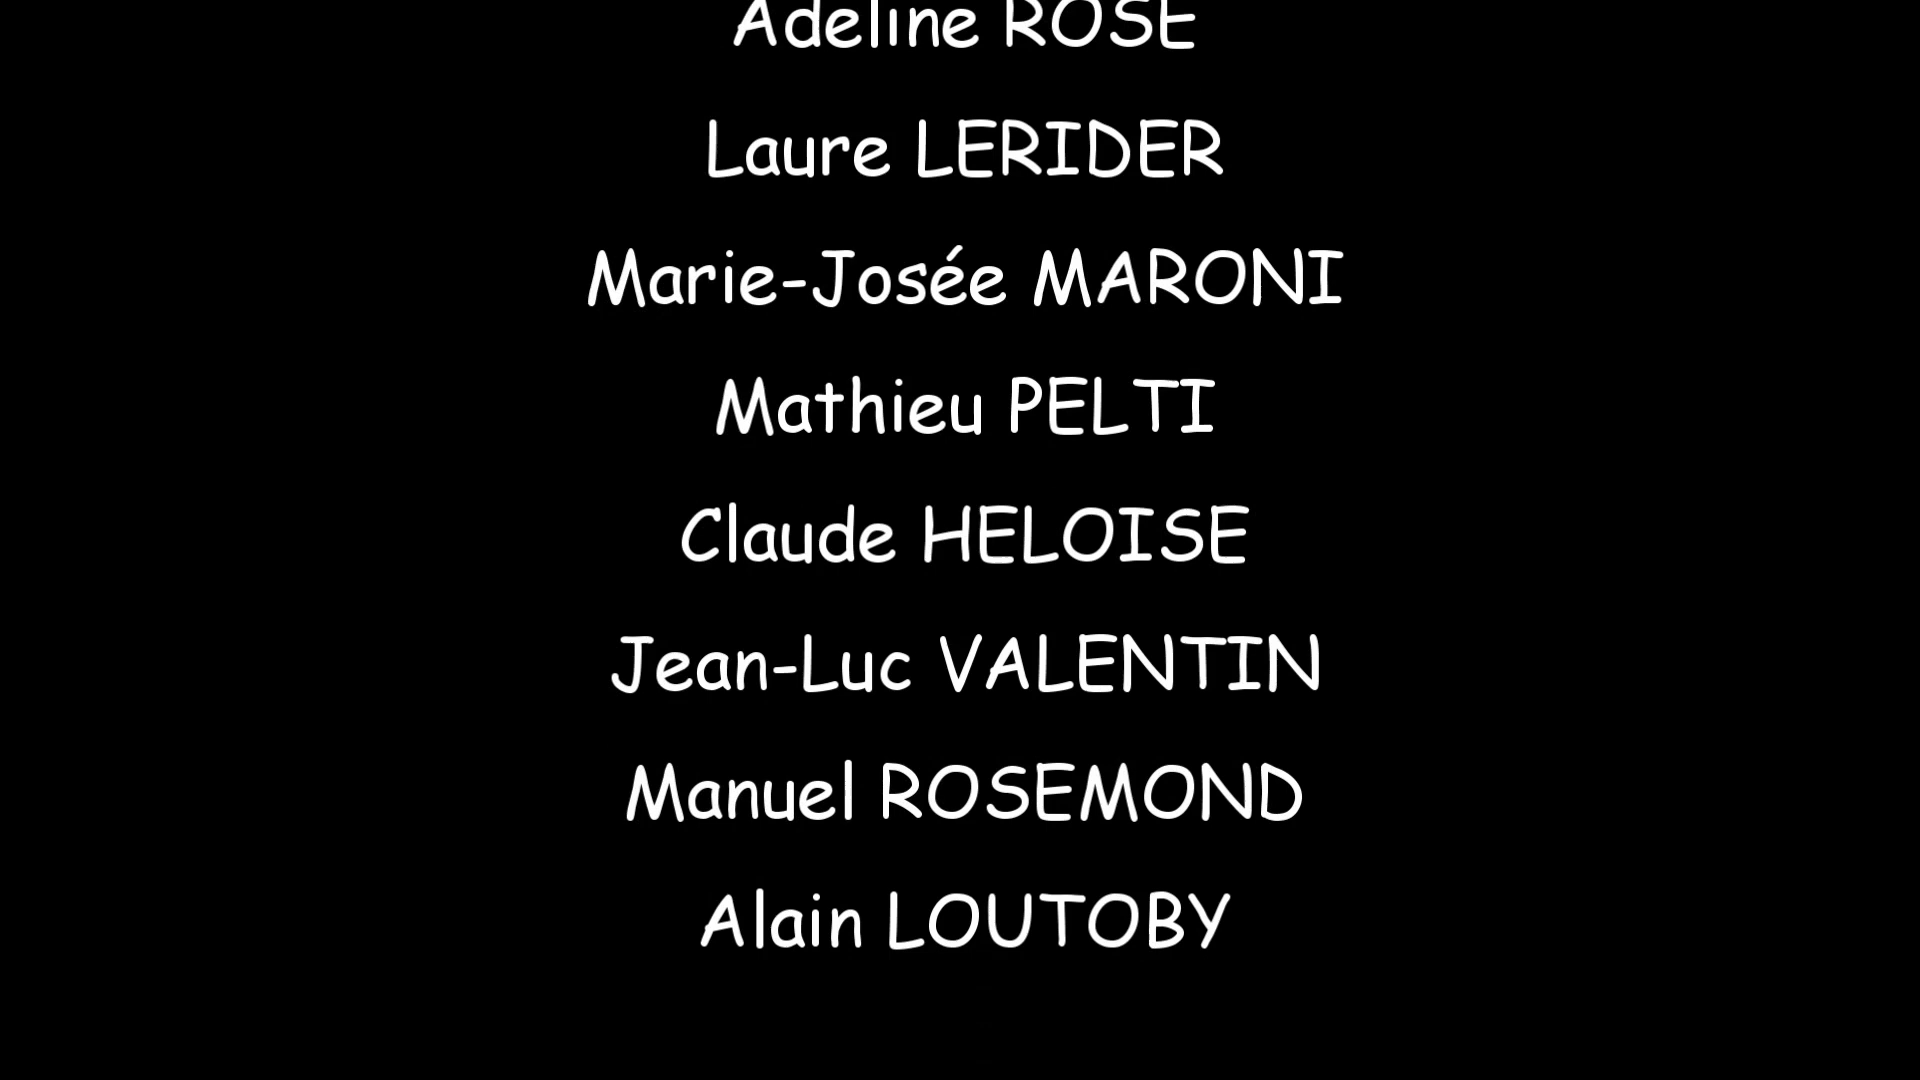 Adeline ROSE
Laure LERIDER
Marie-Josée MARONI
Mathieu PELTI
Claude HELOISE
Jean-Luc VALENTIN
Manuel ROSEMOND
Alain LOUTOBY